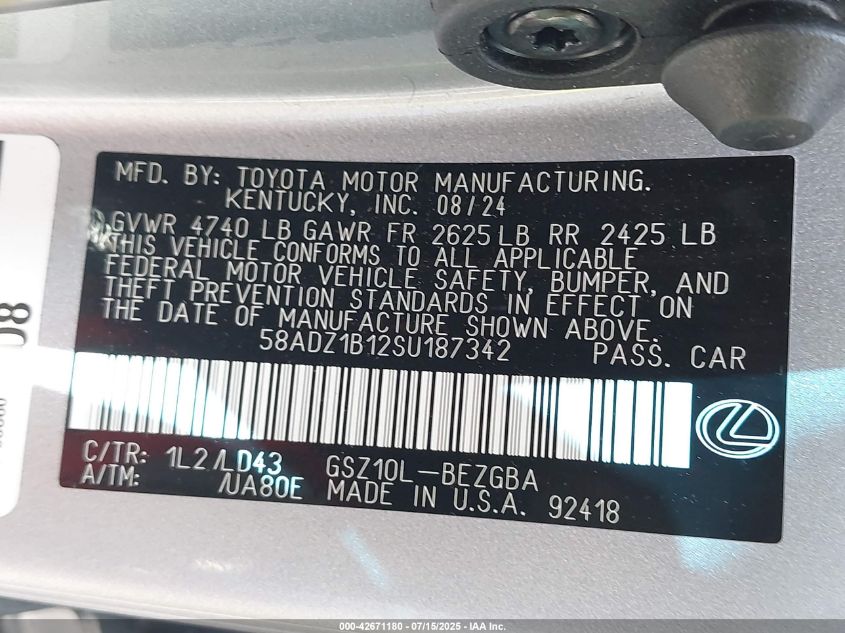 MFD. BY: TOYOTA MOTOR MANUFACTURING.
KENTUCKY, INC. 08/24
GVWR 4740 LB GAWR FR 2625 LB RR 2425 LB
THIS VEHICLE CONFORMS TO ALL APPLICABLE
FEDERAL MOTOR VEHICLE SAFETY, BUMPER, AND
THEFT PREVENTION STANDARDS IN EFFECT ON
THE DATE OF MANUFACTURE SHOWN ABOVE.
58ADZ1B12SU187342 PASS. CAR
C/TR: 1L2/LD43 GSZ10L-BEZGBA
A/TM: /UA80E MADE IN U.S.A. 92418
000-42671180 - 07/15/2025 - IAA Inc.